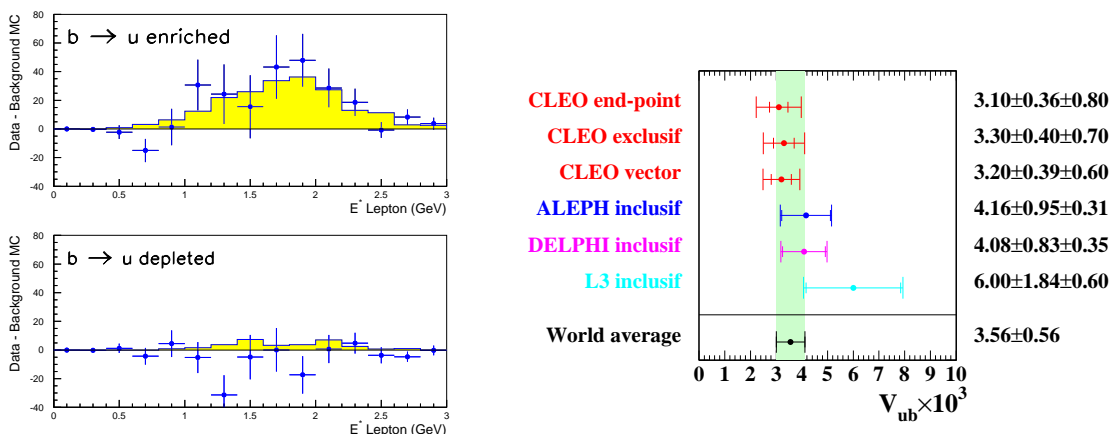 b → u enriched
Data - Background MC
80
60
40
20
0
-20
-40
0 0.5 1 1.5 2 2.5 3
E* Lepton (GeV)
b → u depleted
Data - Background MC
80
60
40
20
0
-20
-40
0 0.5 1 1.5 2 2.5 3
E* Lepton (GeV)
CLEO end-point 3.10±0.36±0.80
CLEO exclusif 3.30±0.40±0.70
CLEO vector 3.20±0.39±0.60
ALEPH inclusif 4.16±0.95±0.31
DELPHI inclusif 4.08±0.83±0.35
L3 inclusif 6.00±1.84±0.60
World average 3.56±0.56
0 1 2 3 4 5 6 7 8 9 10
V_ub×10³